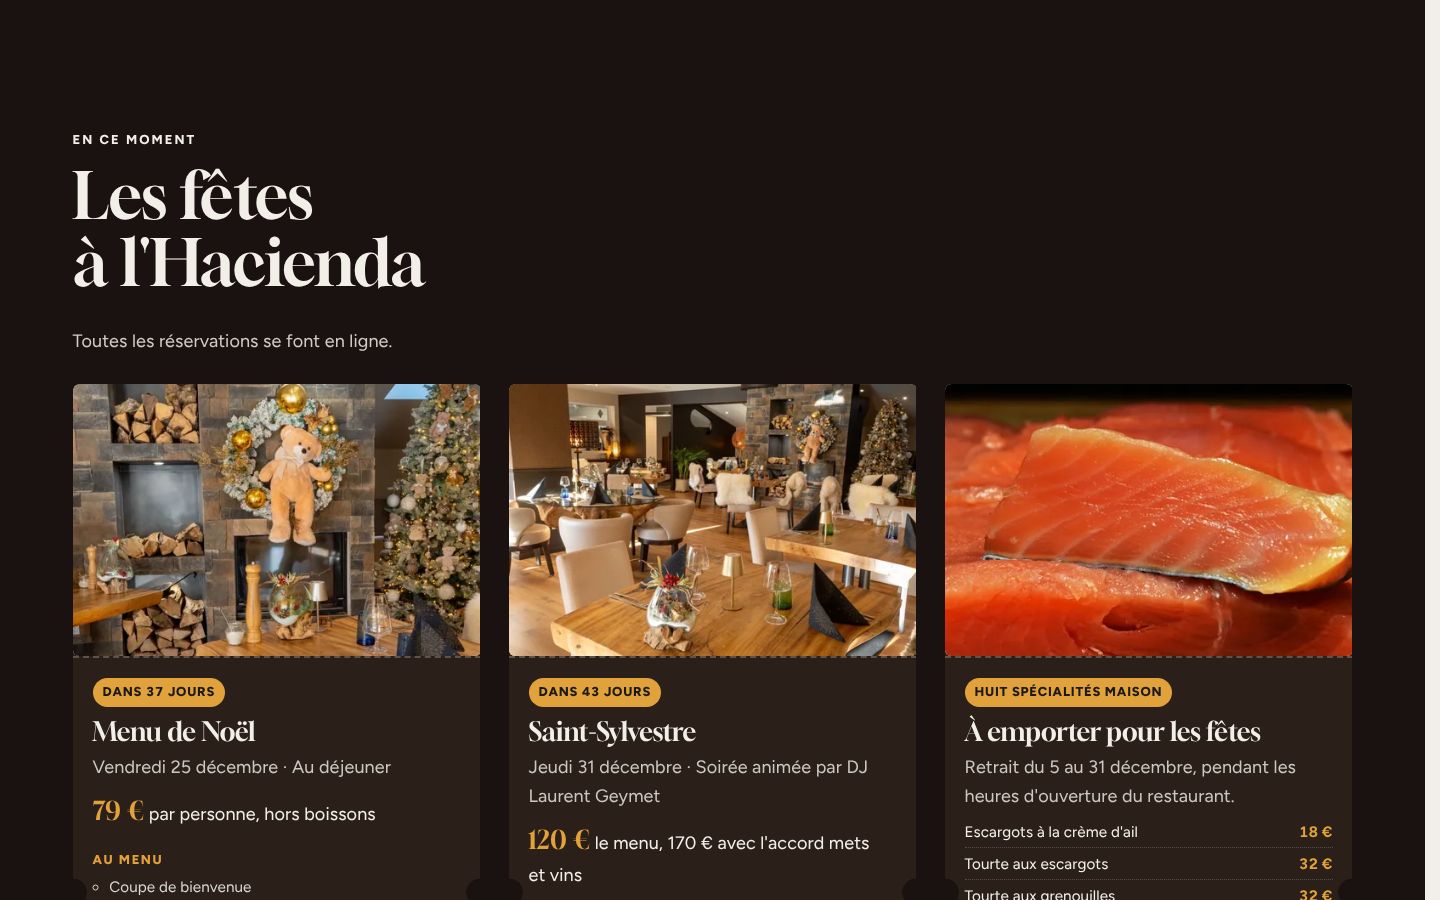 EN CE MOMENT
Les fêtes
à l'Hacienda
Toutes les réservations se font en ligne.
DANS 37 JOURS
Menu de Noël
Vendredi 25 décembre · Au déjeuner
79 € par personne, hors boissons
AU MENU
Coupe de bienvenue
DANS 43 JOURS
Saint-Sylvestre
Jeudi 31 décembre · Soirée animée par DJ
Laurent Geymet
120 € le menu, 170 € avec l'accord mets
et vins
HUIT SPÉCIALITÉS MAISON
À emporter pour les fêtes
Retrait du 5 au 31 décembre, pendant les
heures d'ouverture du restaurant.
Escargots à la crème d'ail 18 €
Tourte aux escargots 32 €
Tourte aux grenouilles 32 €